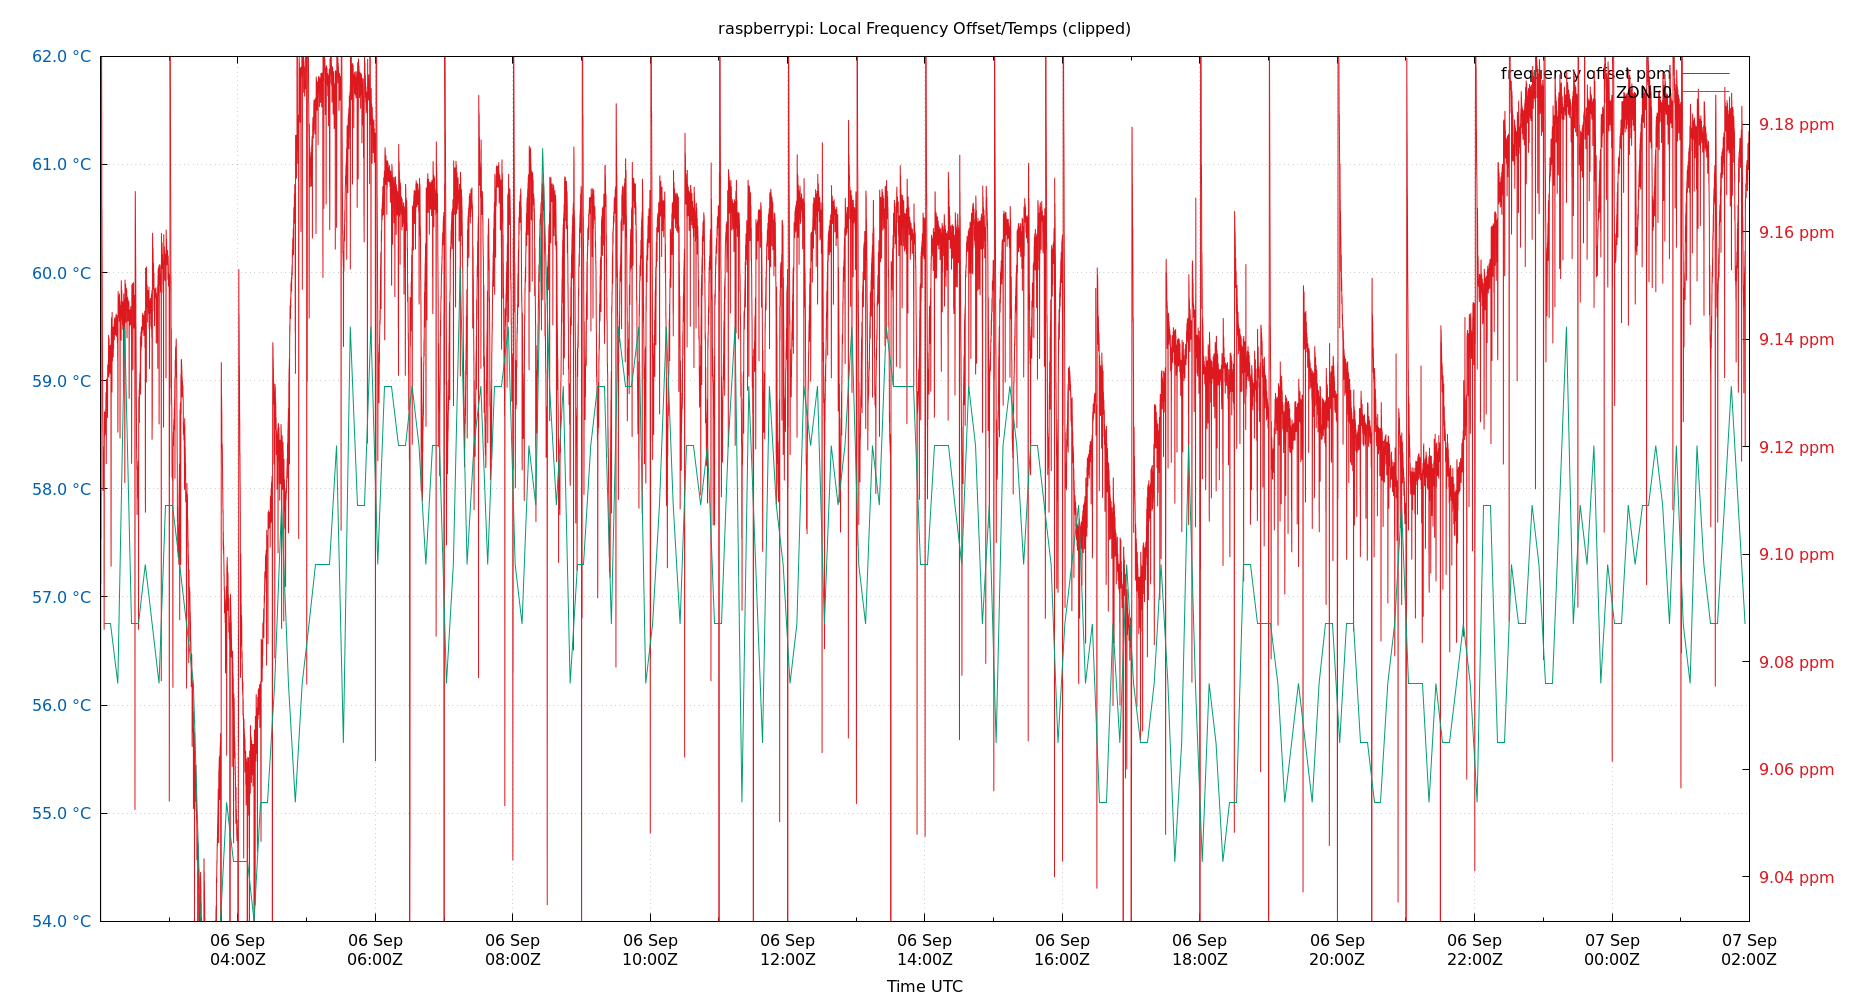 raspberrypi: Local Frequency Offset/Temps (clipped)
62.0 °C
61.0 °C
60.0 °C
59.0 °C
58.0 °C
57.0 °C
56.0 °C
55.0 °C
54.0 °C
frequency offset ppm
ZONE0
9.18 ppm
9.16 ppm
9.14 ppm
9.12 ppm
9.10 ppm
9.08 ppm
9.06 ppm
9.04 ppm
06 Sep 06 Sep 06 Sep 06 Sep 06 Sep 06 Sep 06 Sep 06 Sep 06 Sep 06 Sep 07 Sep 07 Sep
04:00Z 06:00Z 08:00Z 10:00Z 12:00Z 14:00Z 16:00Z 18:00Z 20:00Z 22:00Z 00:00Z 02:00Z
Time UTC